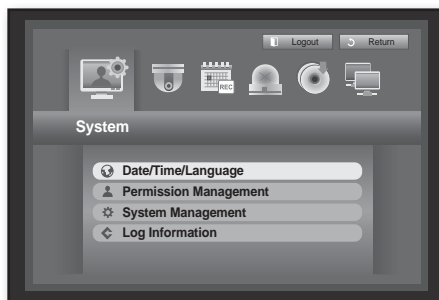 Logout Return
REC
System
Date/Time/Language
Permission Management
System Management
Log Information